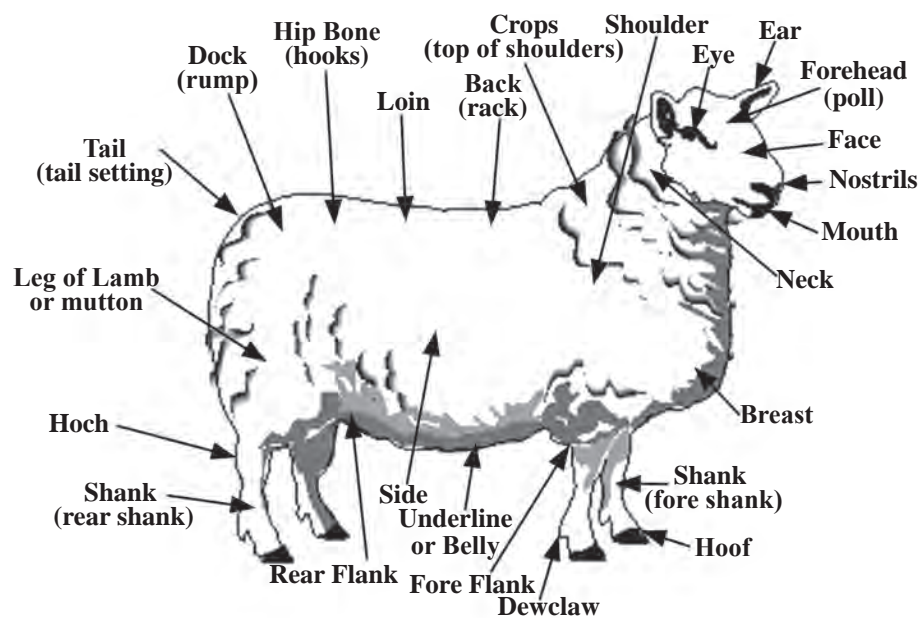 Hip Bone
(hooks)
Crops
(top of shoulders)
Shoulder
Ear
Eye
Dock
(rump)
Loin
Back
(rack)
Forehead
(poll)
Tail
(tail setting)
Face
Nostrils
Mouth
Leg of Lamb
or mutton
Neck
Hoch
Breast
Shank
(rear shank)
Side
Underline
or Belly
Shank
(fore shank)
Rear Flank
Fore Flank
Hoof
Dewclaw